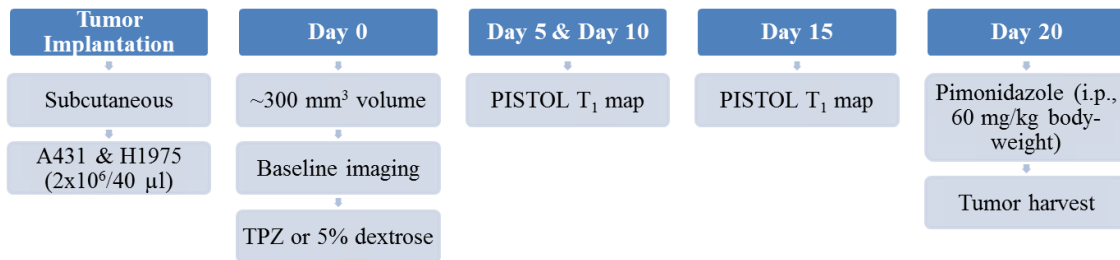 Tumor
Implantation
Subcutaneous
A431 & H1975
(2x10⁶/40 µl)
Day 0
~300 mm³ volume
Baseline imaging
TPZ or 5% dextrose
Day 5 & Day 10
PISTOL T₁ map
Day 15
PISTOL T₁ map
Day 20
Pimonidazole (i.p.,
60 mg/kg body-
weight)
Tumor harvest